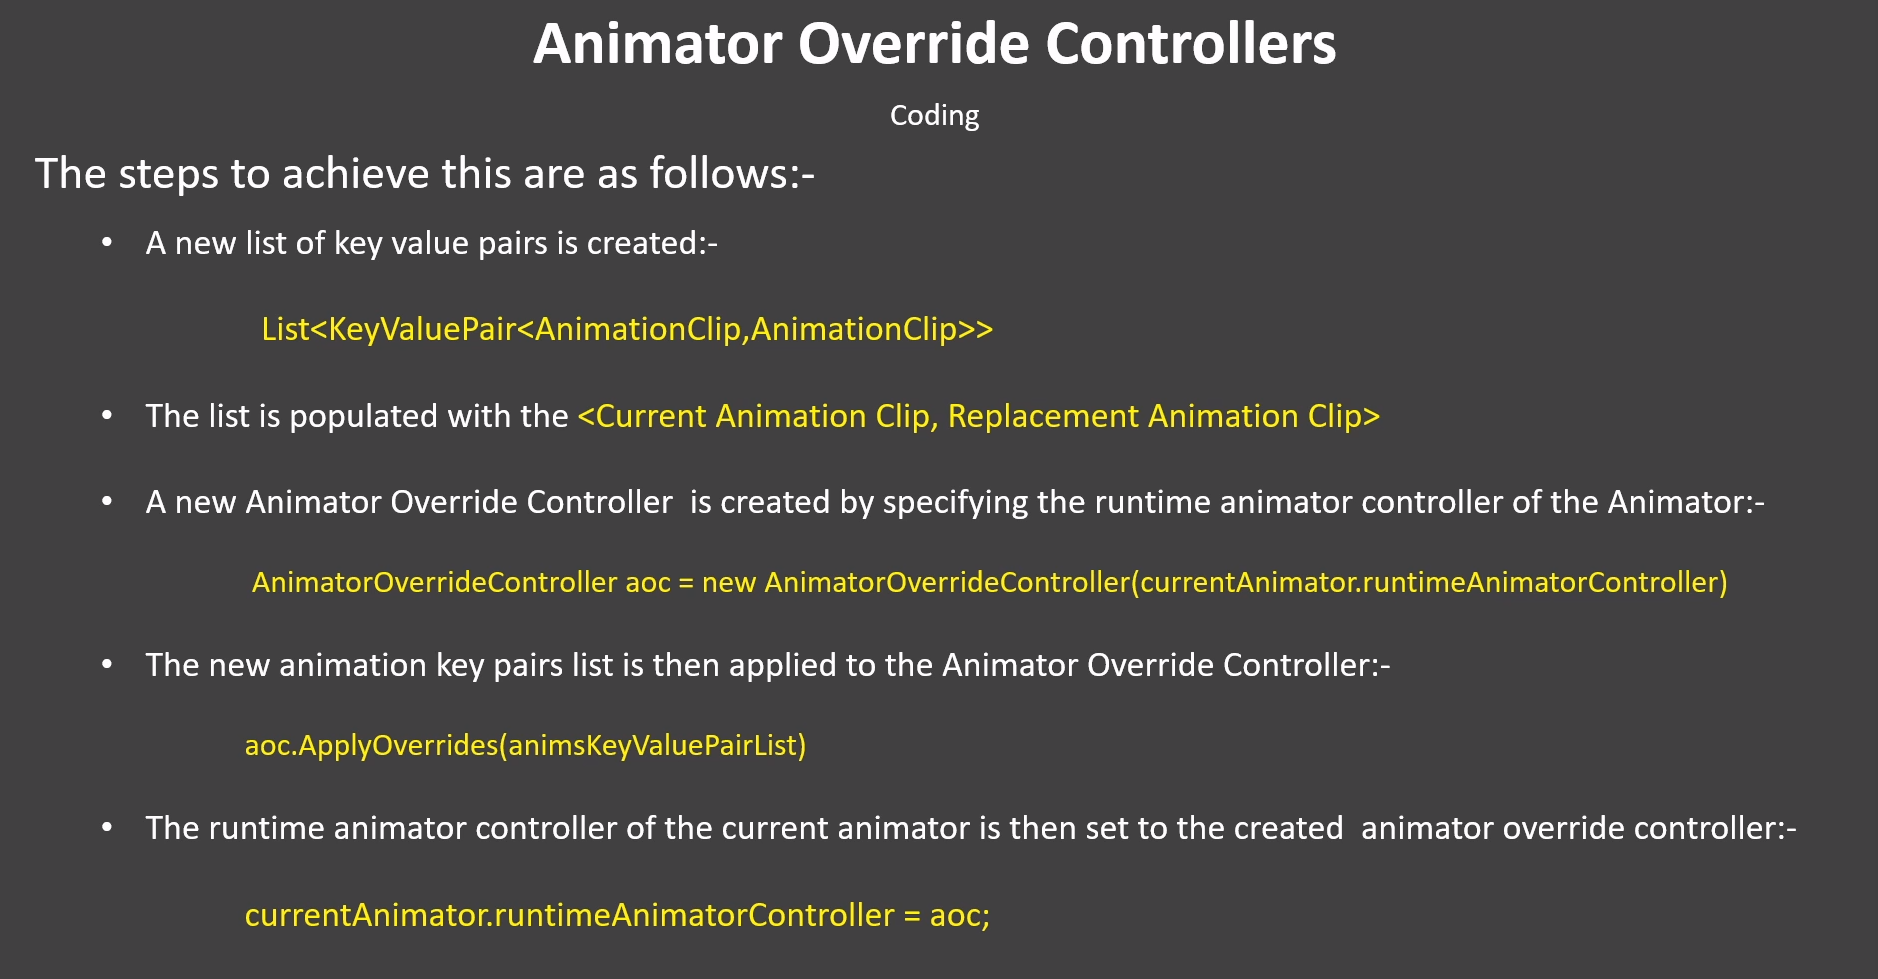 Animator Override Controllers
Coding
The steps to achieve this are as follows:-
• A new list of key value pairs is created:-
List<KeyValuePair<AnimationClip,AnimationClip>>
• The list is populated with the <Current Animation Clip, Replacement Animation Clip>
• A new Animator Override Controller  is created by specifying the runtime animator controller of the Animator:-
AnimatorOverrideController aoc = new AnimatorOverrideController(currentAnimator.runtimeAnimatorController)
• The new animation key pairs list is then applied to the Animator Override Controller:-
aoc.ApplyOverrides(animsKeyValuePairList)
• The runtime animator controller of the current animator is then set to the created  animator override controller:-
currentAnimator.runtimeAnimatorController = aoc;